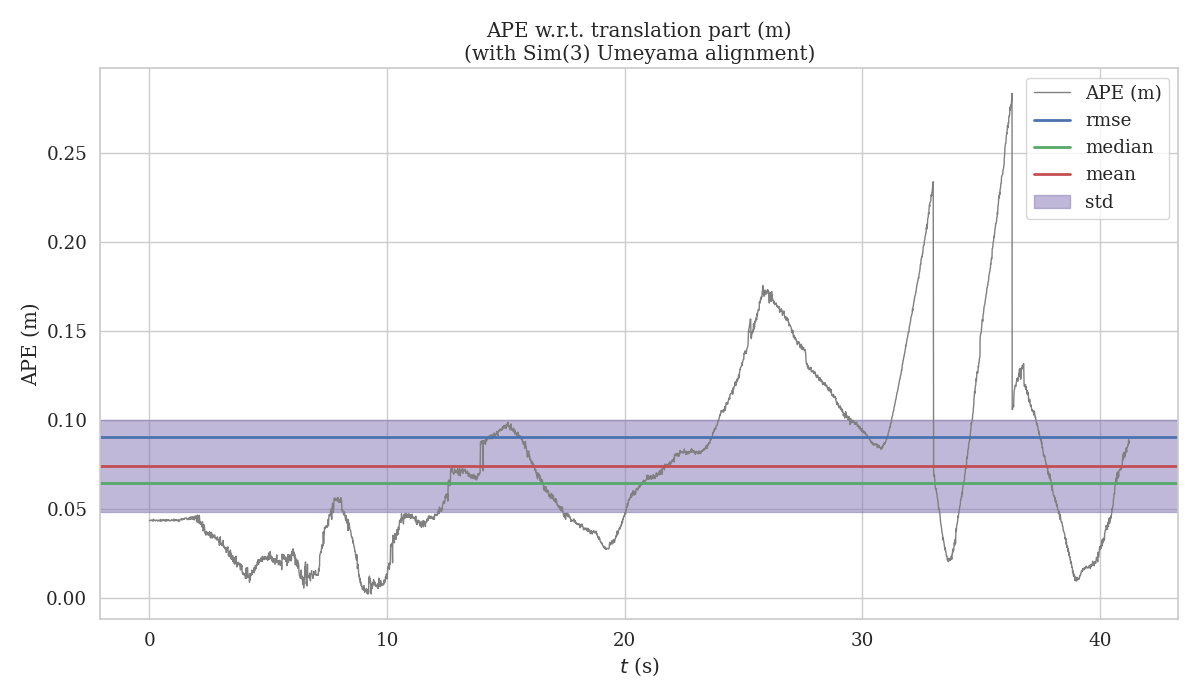 APE w.r.t. translation part (m)
(with Sim(3) Umeyama alignment)
APE (m)
rmse
median
mean
std
APE (m)
0.25
0.20
0.15
0.10
0.05
0.00
0
10
20
30
40
t (s)